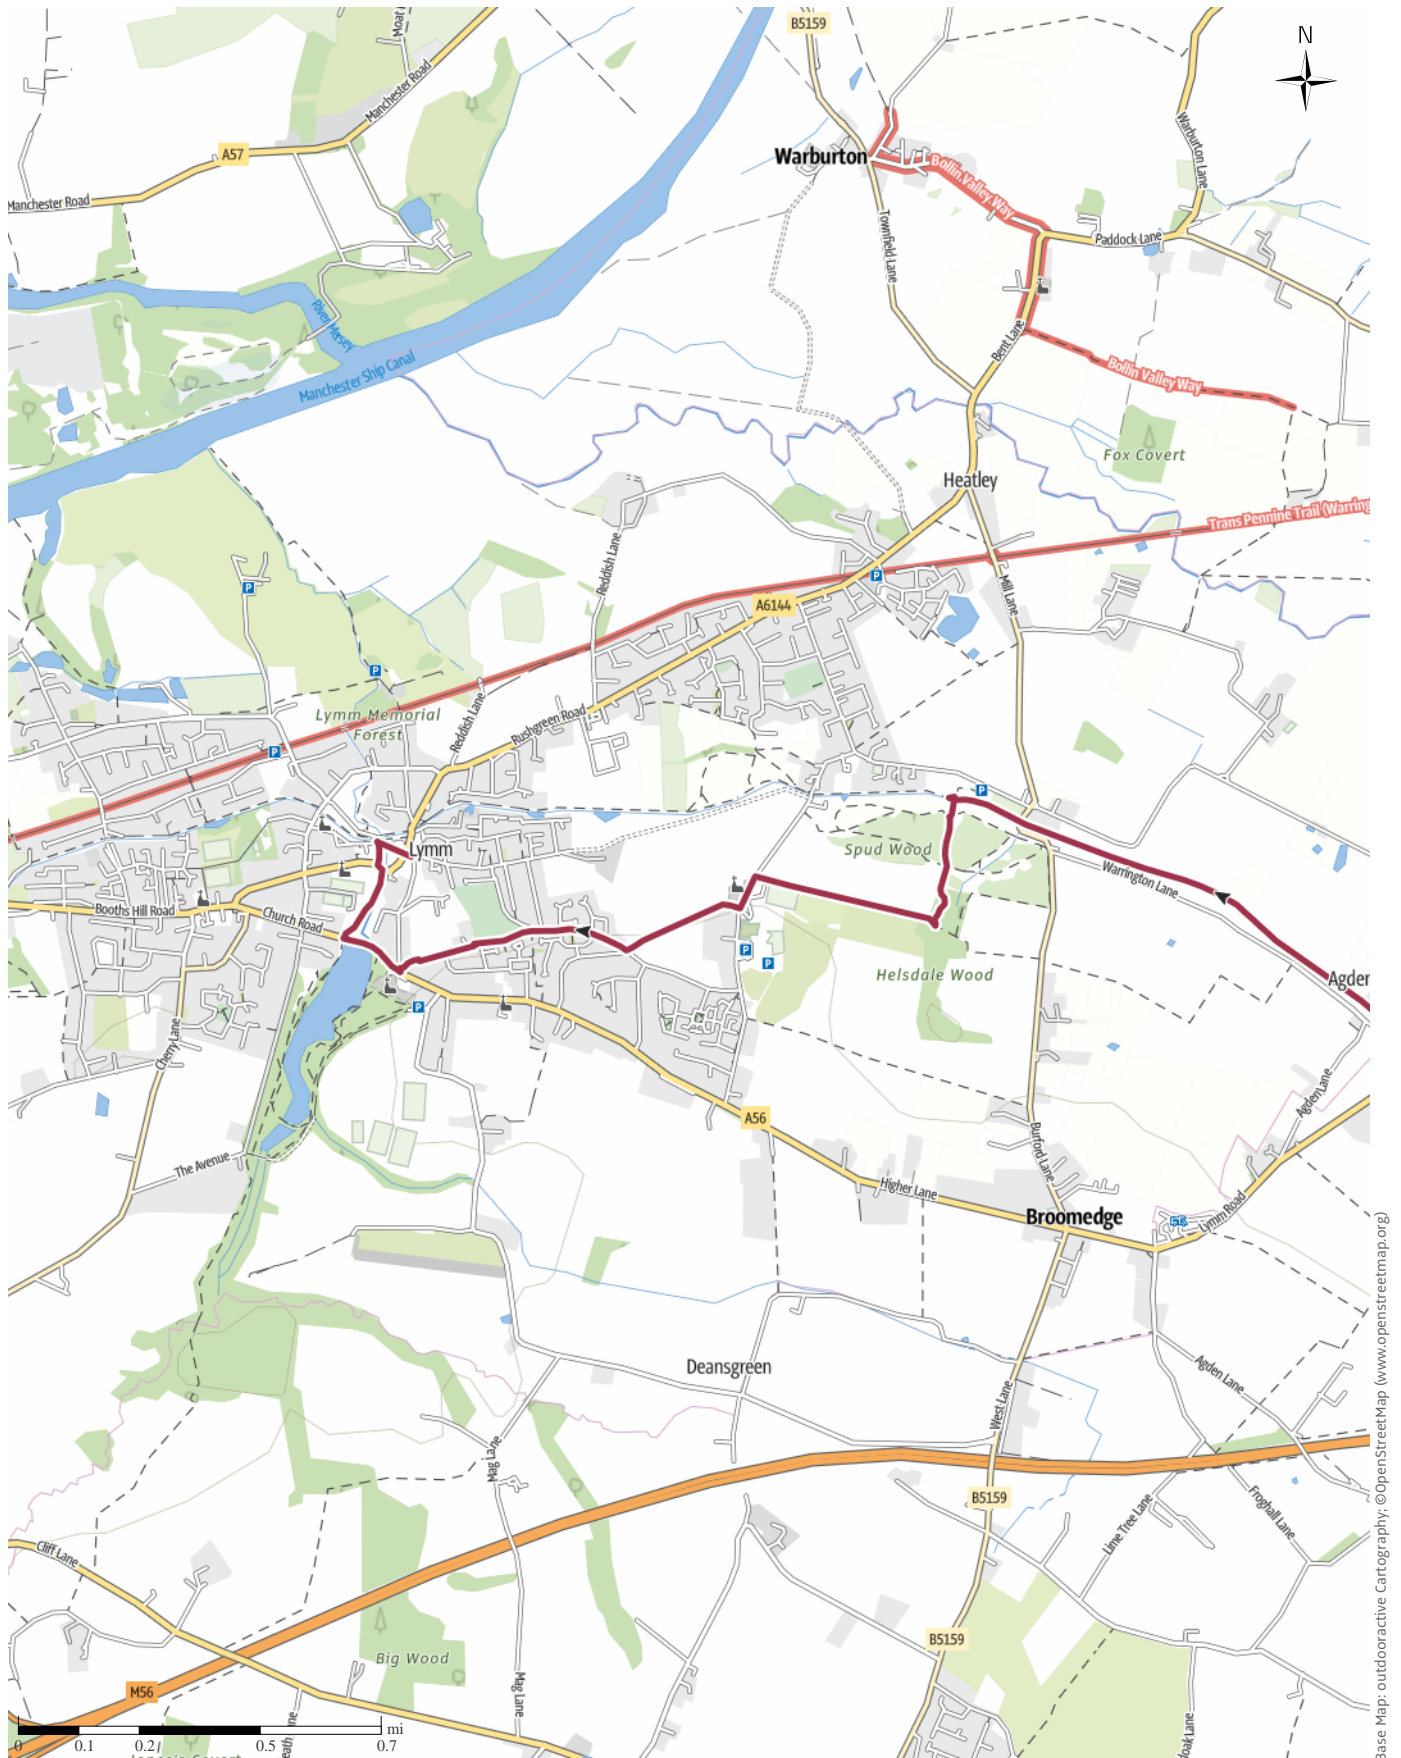 B5159
N
Manchester Road
Warburton Lane
A57
Warburton
Bollin Valley Way
Manchester Road
Townfield Lane
Paddock Lane
River Mersey
Bent Lane
Manchester Ship Canal
Bollin Valley Way
Fox Covert
Heatley
Trans Pennine Trail (Warring
Reddish Lane
P
P
Mill Lane
A6144
P
Lymm Memorial
Forest
Reddish Lane
Rushgreen Road
P
P
Lymm
Spud Wood
Warrington Lane
Booths Hill Road
Church Road
P
P
Helsdale Wood
Agden
P
Cherry Lane
Agden Lane
A56
Burford Lane
The Avenue
Higher Lane
Broomedge
Lymm Road
Deansgreen
Agden Lane
West Lane
Mag Lane
B5159
Lime Tree Lane
Froghall Lane
Cliff Lane
B5159
Big Wood
M56
Mag Lane
mi
0 0.1 0.2 0.5 0.7
Base Map: outdooractive Cartography; ©OpenStreetMap (www.openstreetmap.org)